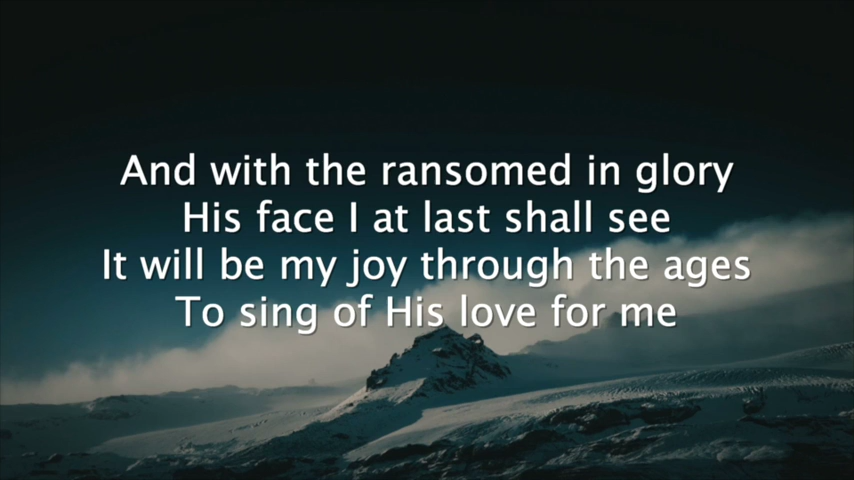 And with the ransomed in glory
His face I at last shall see
It will be my joy through the ages
To sing of His love for me